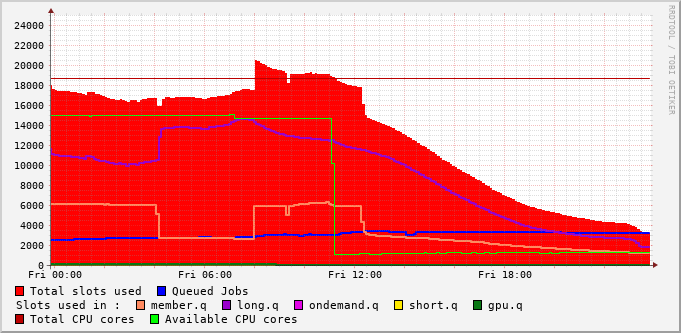 24000
22000
20000
18000
16000
14000
12000
10000
8000
6000
4000
2000
0
Fri 00:00 Fri 06:00 Fri 12:00 Fri 18:00
Total slots used Queued Jobs
Slots used in : member.q long.q ondemand.q short.q gpu.q
Total CPU cores Available CPU cores
RRDTOOL / TOBI OETIKER